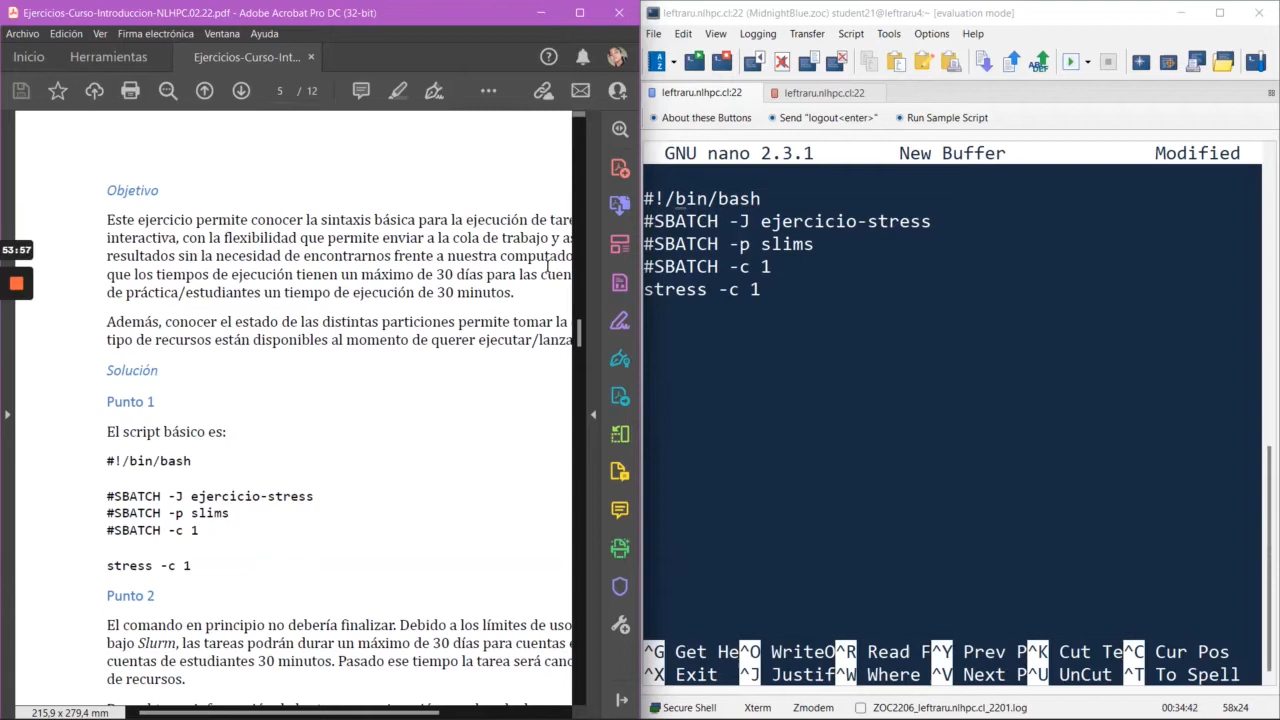 Ejercicios-Curso-Introduccion-NLHPC.02.22.pdf - Adobe Acrobat Pro DC (32-bit)
Archivo Edición Ver Firma electrónica Ventana Ayuda
Inicio Herramientas Ejercicios-Curso-Int... ×
5 / 12
Objetivo
Este ejercicio permite conocer la sintaxis básica para la ejecución de tare
interactiva, con la flexibilidad que permite enviar a la cola de trabajo y as
resultados sin la necesidad de encontrarnos frente a nuestra computado
que los tiempos de ejecución tienen un máximo de 30 días para las cuen
de práctica/estudiantes un tiempo de ejecución de 30 minutos.
Además, conocer el estado de las distintas particiones permite tomar la
tipo de recursos están disponibles al momento de querer ejecutar/lanza
Solución
Punto 1
El script básico es:
#!/bin/bash
#SBATCH -J ejercicio-stress
#SBATCH -p slims
#SBATCH -c 1
stress -c 1
Punto 2
El comando en principio no debería finalizar. Debido a los límites de uso
bajo Slurm, las tareas podrán durar un máximo de 30 días para cuentas
cuentas de estudiantes 30 minutos. Pasado ese tiempo la tarea será canc
de recursos.
215,9 x 279,4 mm
53:57
leftraru.nlhpc.cl:22 (MidnightBlue.zoc) student21@leftraru4:~ [evaluation mode]
File Edit View Logging Transfer Script Tools Options Help
leftraru.nlhpc.cl:22 leftraru.nlhpc.cl:22
About these Buttons Send "logout<enter>" Run Sample Script
GNU nano 2.3.1 New Buffer Modified
#!/bin/bash
#SBATCH -J ejercicio-stress
#SBATCH -p slims
#SBATCH -c 1
stress -c 1
^G Get He^O WriteO^R Read F^Y Prev P^K Cut Te^C Cur Pos
^X Exit ^J Justif^W Where ^V Next P^U UnCut ^T To Spell
Secure Shell Xterm Zmodem ZOC2206_leftraru.nlhpc.cl_2201.log 00:34:42 58x24